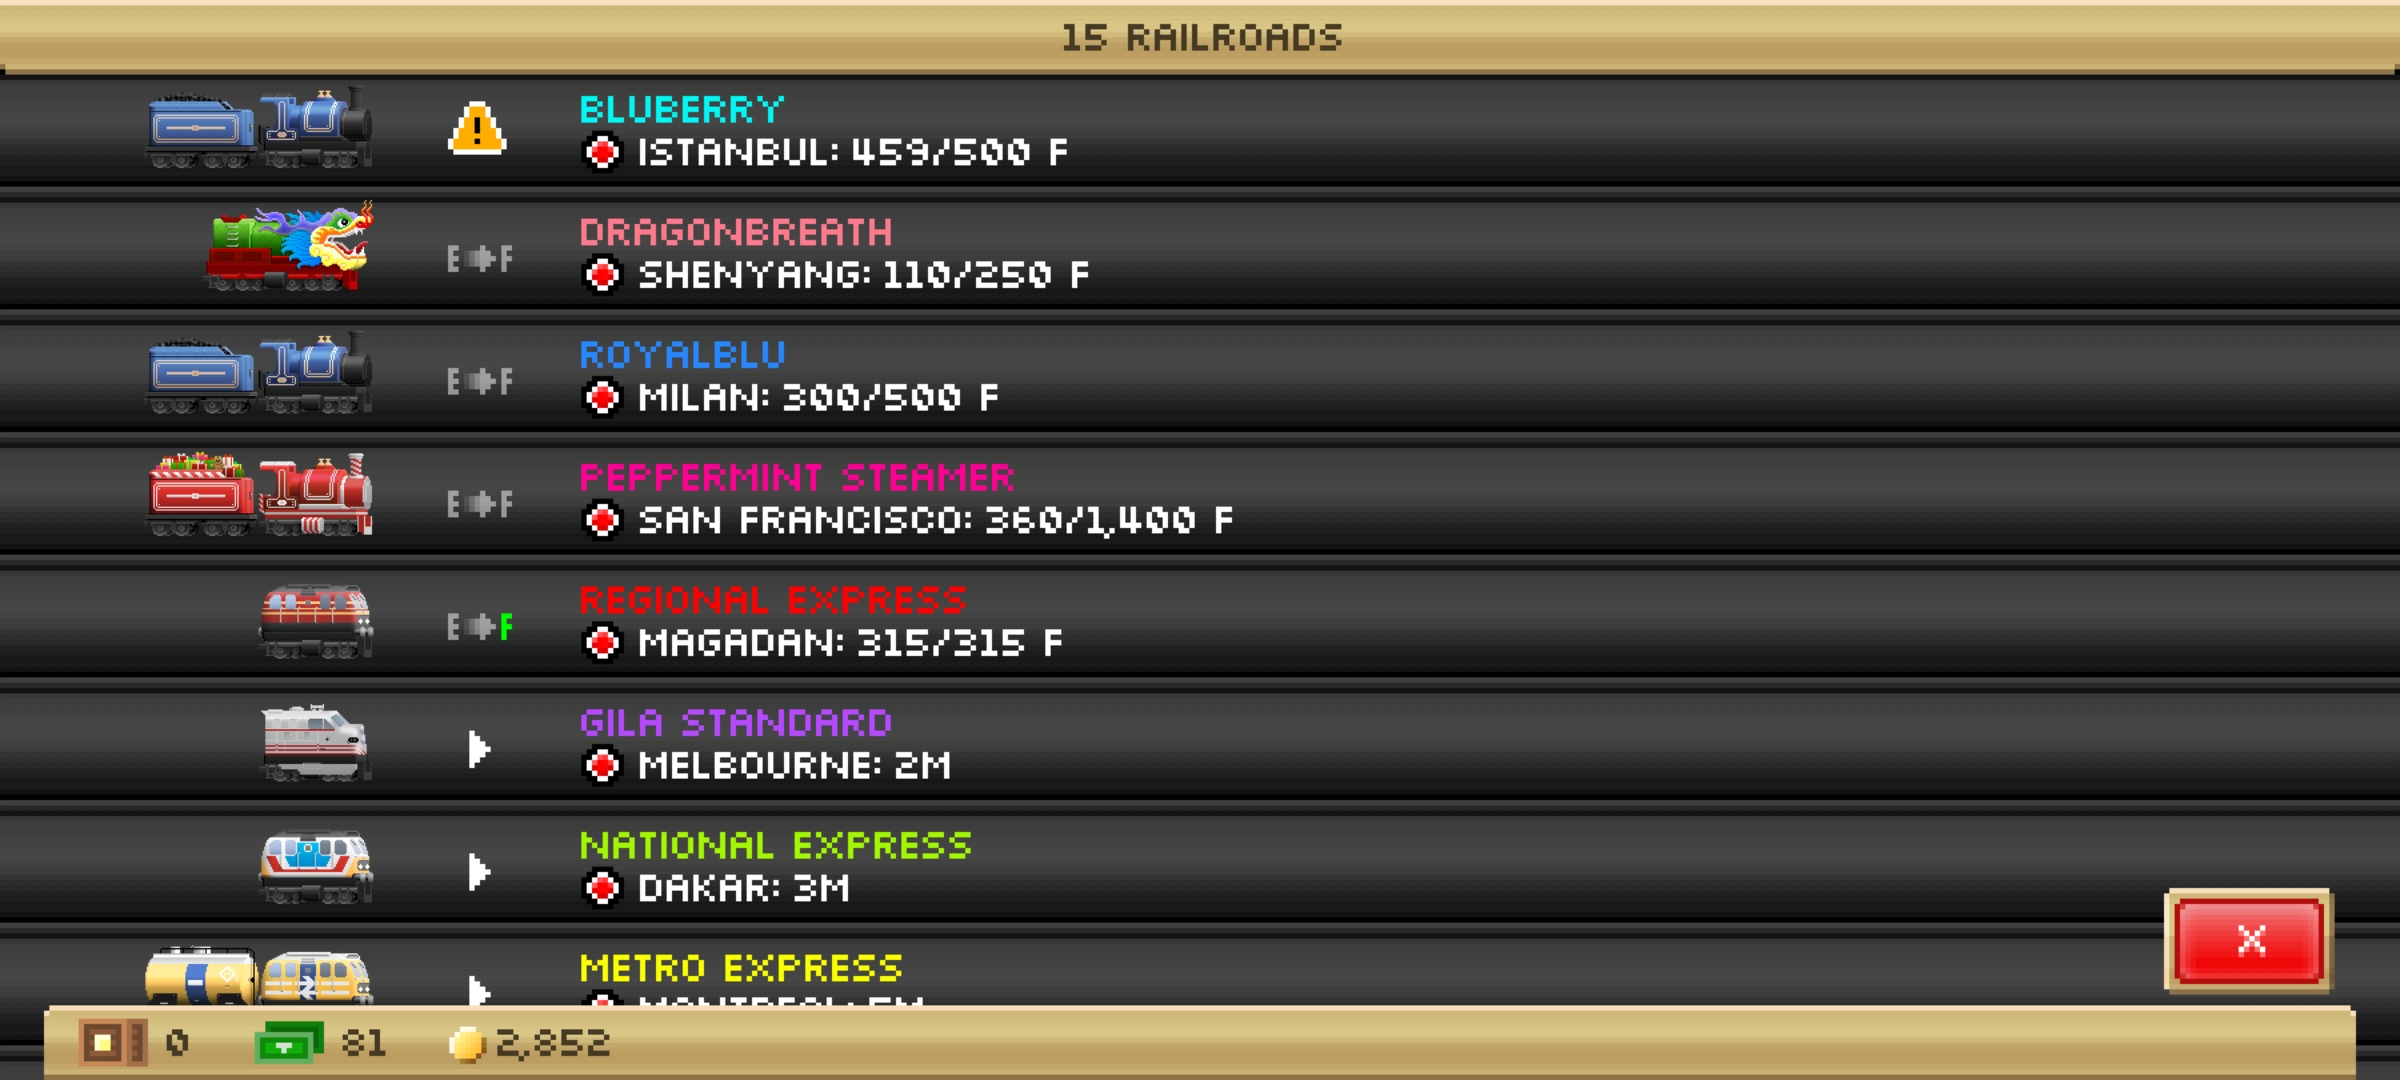 15 RAILROADS
BLUBERRY
ISTANBUL: 459/500 F
E F
DRAGONBREATH
SHENYANG: 110/250 F
E F
ROYALBLU
MILAN: 300/500 F
E F
PEPPERMINT STEAMER
SAN FRANCISCO: 360/1,400 F
E F
REGIONAL EXPRESS
MAGADAN: 315/315 F
GILA STANDARD
MELBOURNE: 2M
NATIONAL EXPRESS
DAKAR: 3M
METRO EXPRESS
X
0 81 2,852